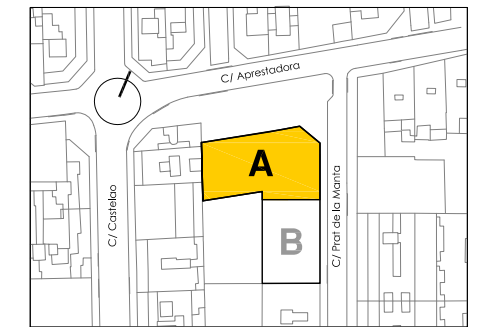 C/ Aprestadora
A
C/ Castelao
C/ Prat de la Manta
B